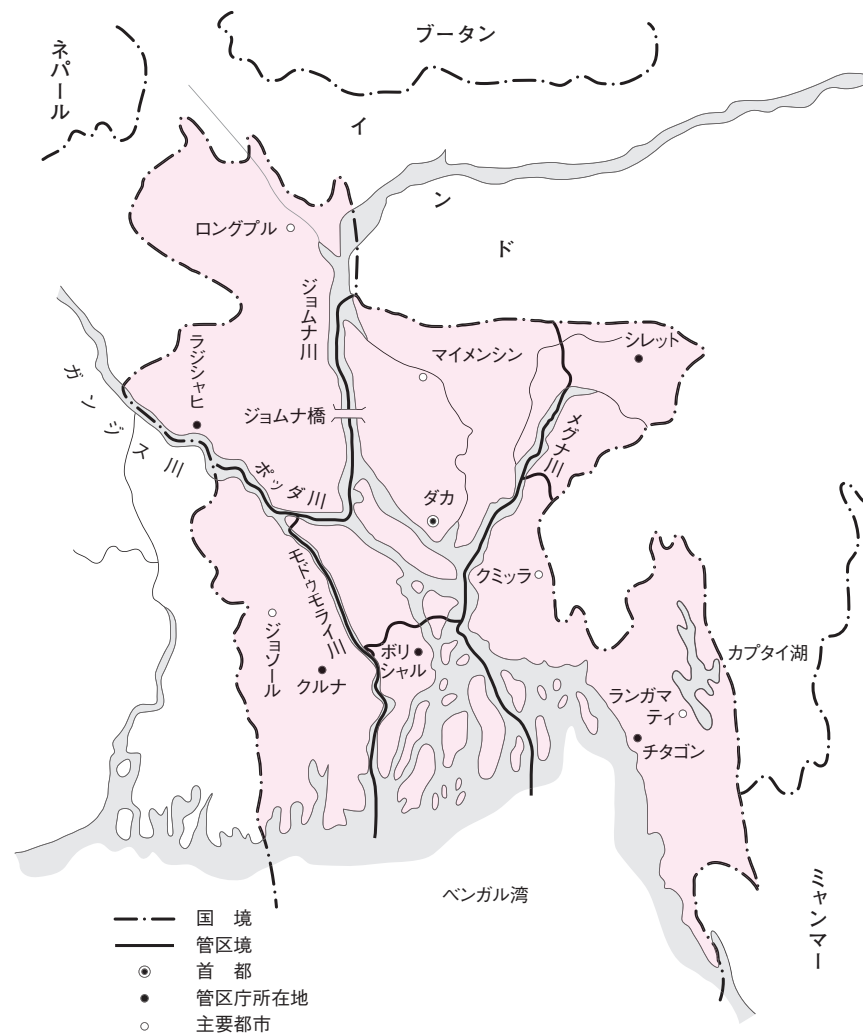 ネパール
ブータン
インド
ロングプル
ジョムナ川
マイメンシン
シレット
ラジシャヒ
ガンジス川
ジョムナ橋
メグナ川
ポッダ川
ダカ
モドゥモライ川
クミッラ
ジョソール
ボリ
シャル
クルナ
カプタイ湖
ランガマ
ティ
チタゴン
ベンガル湾
ミャンマー
国 境
管区境
首 都
管区庁所在地
主要都市